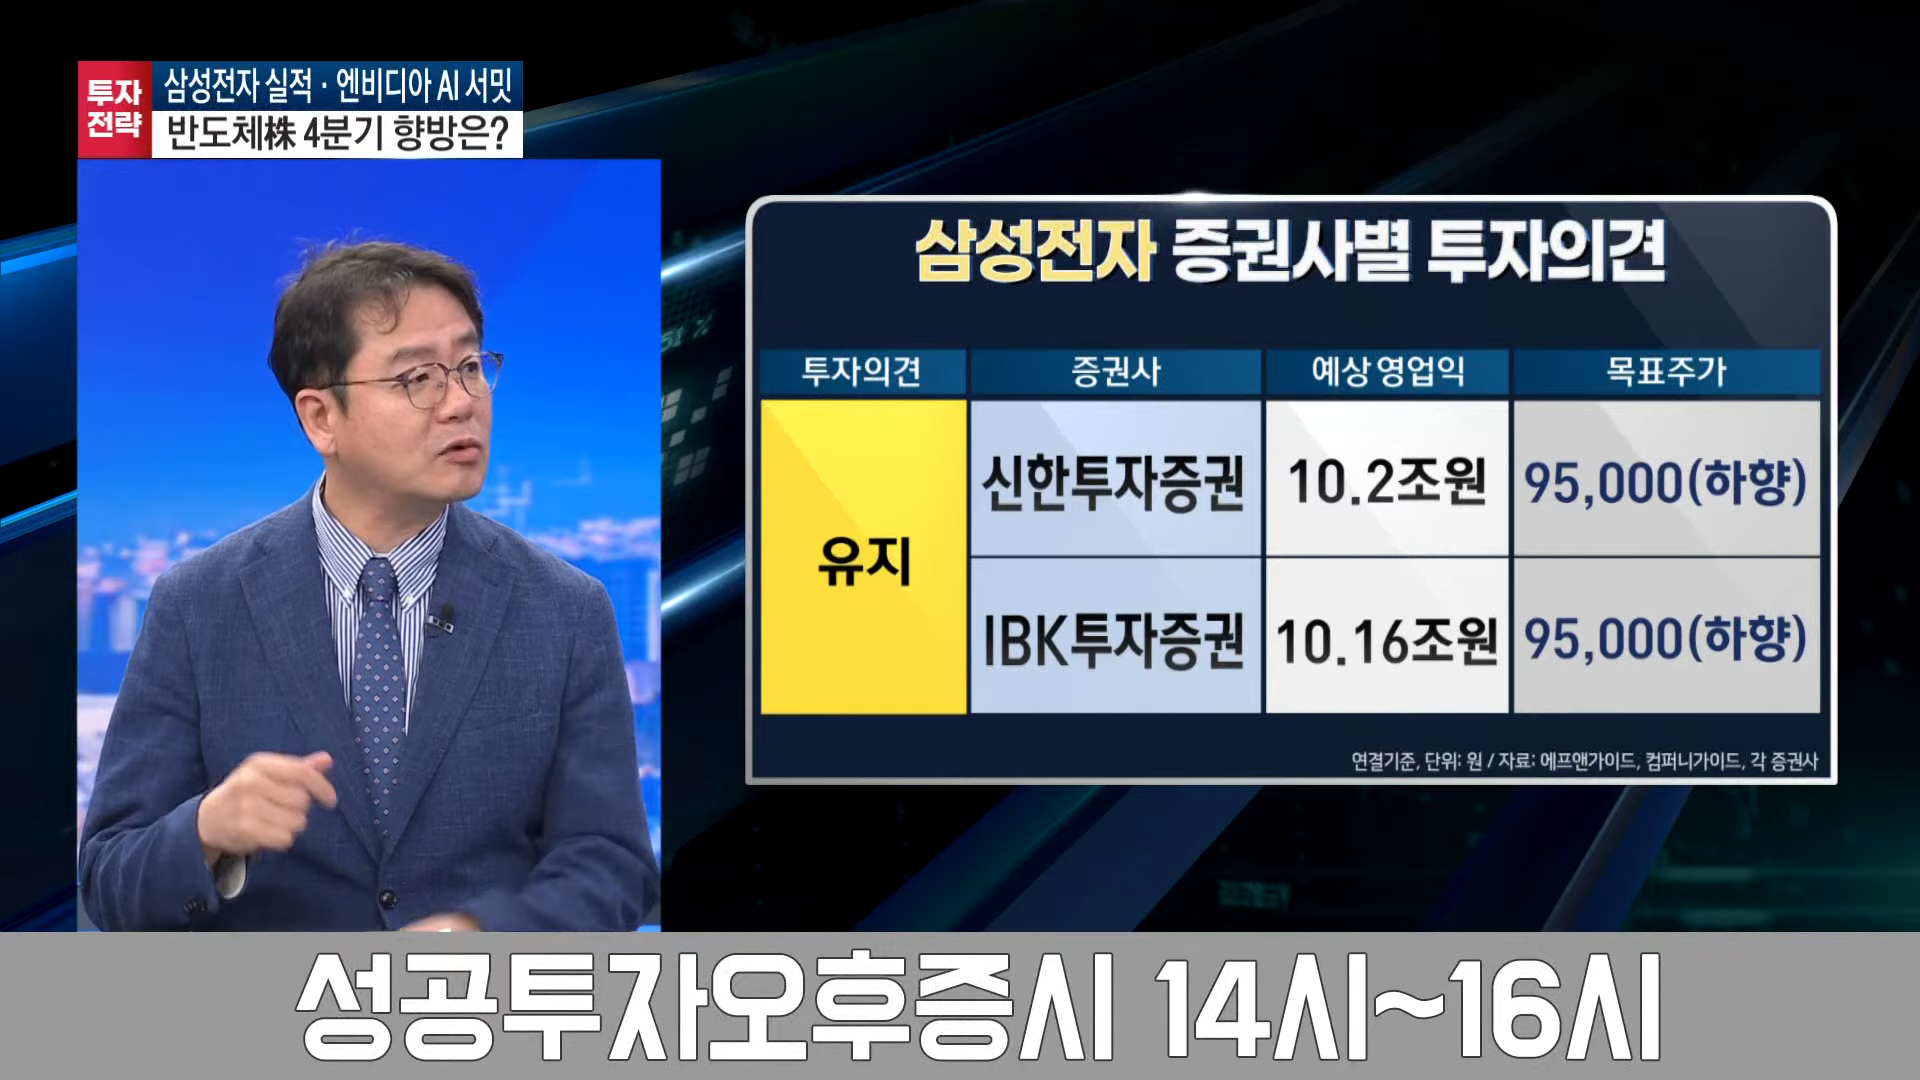 투자
전략
삼성전자 실적 · 엔비디아 AI 서밋
반도체株 4분기 향방은?
삼성전자 증권사별 투자의견
투자의견 증권사 예상 영업익 목표주가
유지
신한투자증권 10.2조원 95,000(하향)
IBK투자증권 10.16조원 95,000(하향)
연결기준, 단위: 원 / 자료: 에프앤가이드, 컴퍼니가이드, 각 증권사
성공투자오후증시 14시~16시